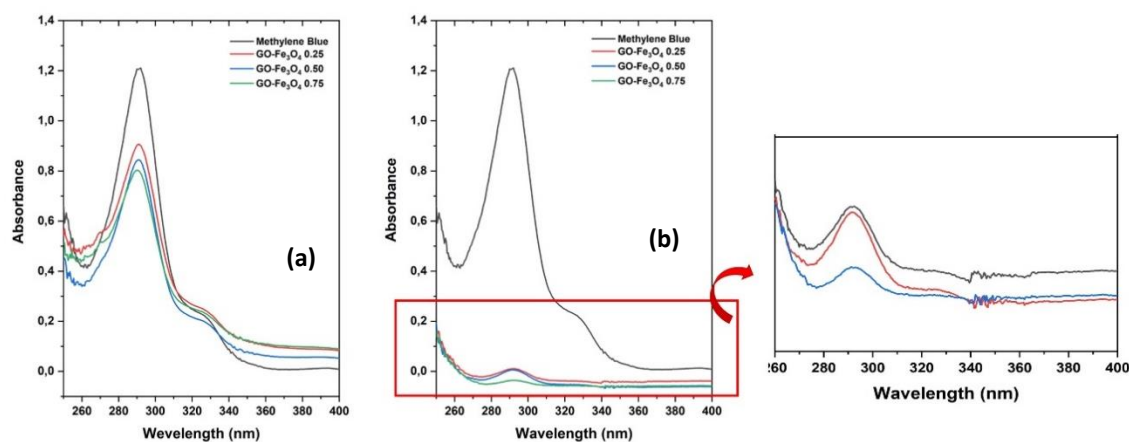 1,4
1,2
1,0
0,8
0,6
0,4
0,2
0,0
Absorbance
Methylene Blue
GO-Fe₃O₄ 0.25
GO-Fe₃O₄ 0.50
GO-Fe₃O₄ 0.75
(a)
260 280 300 320 340 360 380 400
Wevelength (nm)
1,4
1,2
1,0
0,8
0,6
0,4
0,2
0,0
Absorbance
Methylene Blue
GO-Fe₃O₄ 0.25
GO-Fe₃O₄ 0.50
GO-Fe₃O₄ 0.75
(b)
260 280 300 320 340 360 380 400
Wavelength (nm)
260 280 300 320 340 360 380 400
Wavelength (nm)